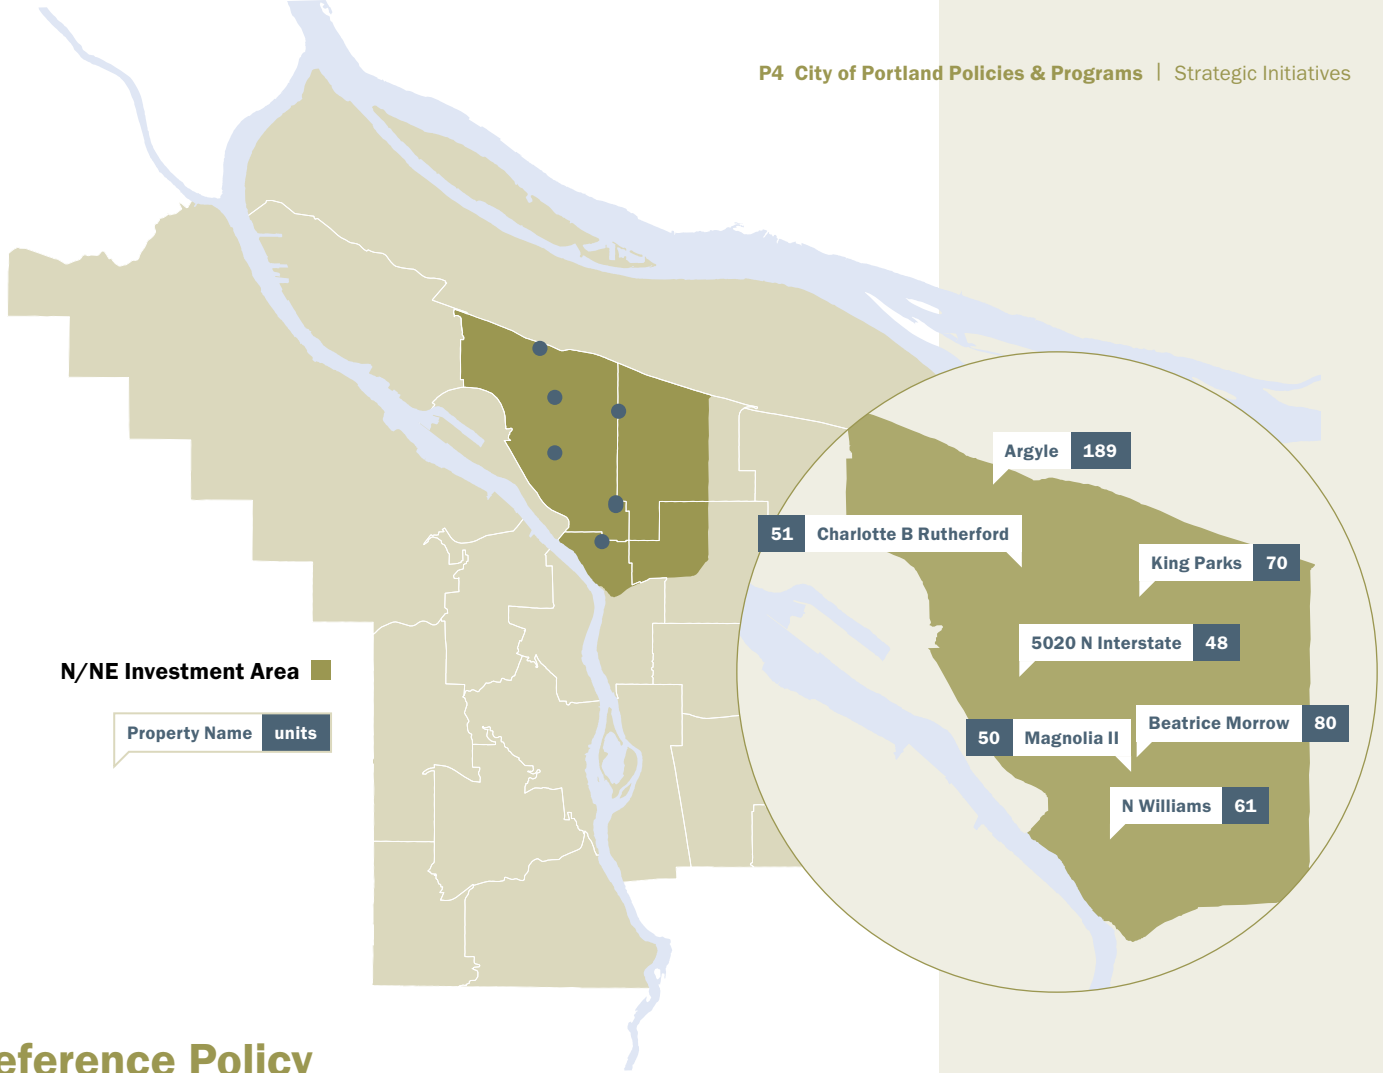 P4 City of Portland Policies & Programs | Strategic Initiatives
Argyle 189
51 Charlotte B Rutherford
King Parks 70
5020 N Interstate 48
N/NE Investment Area
Property Name units
Beatrice Morrow 80
50 Magnolia II
N Williams 61
eference Policy